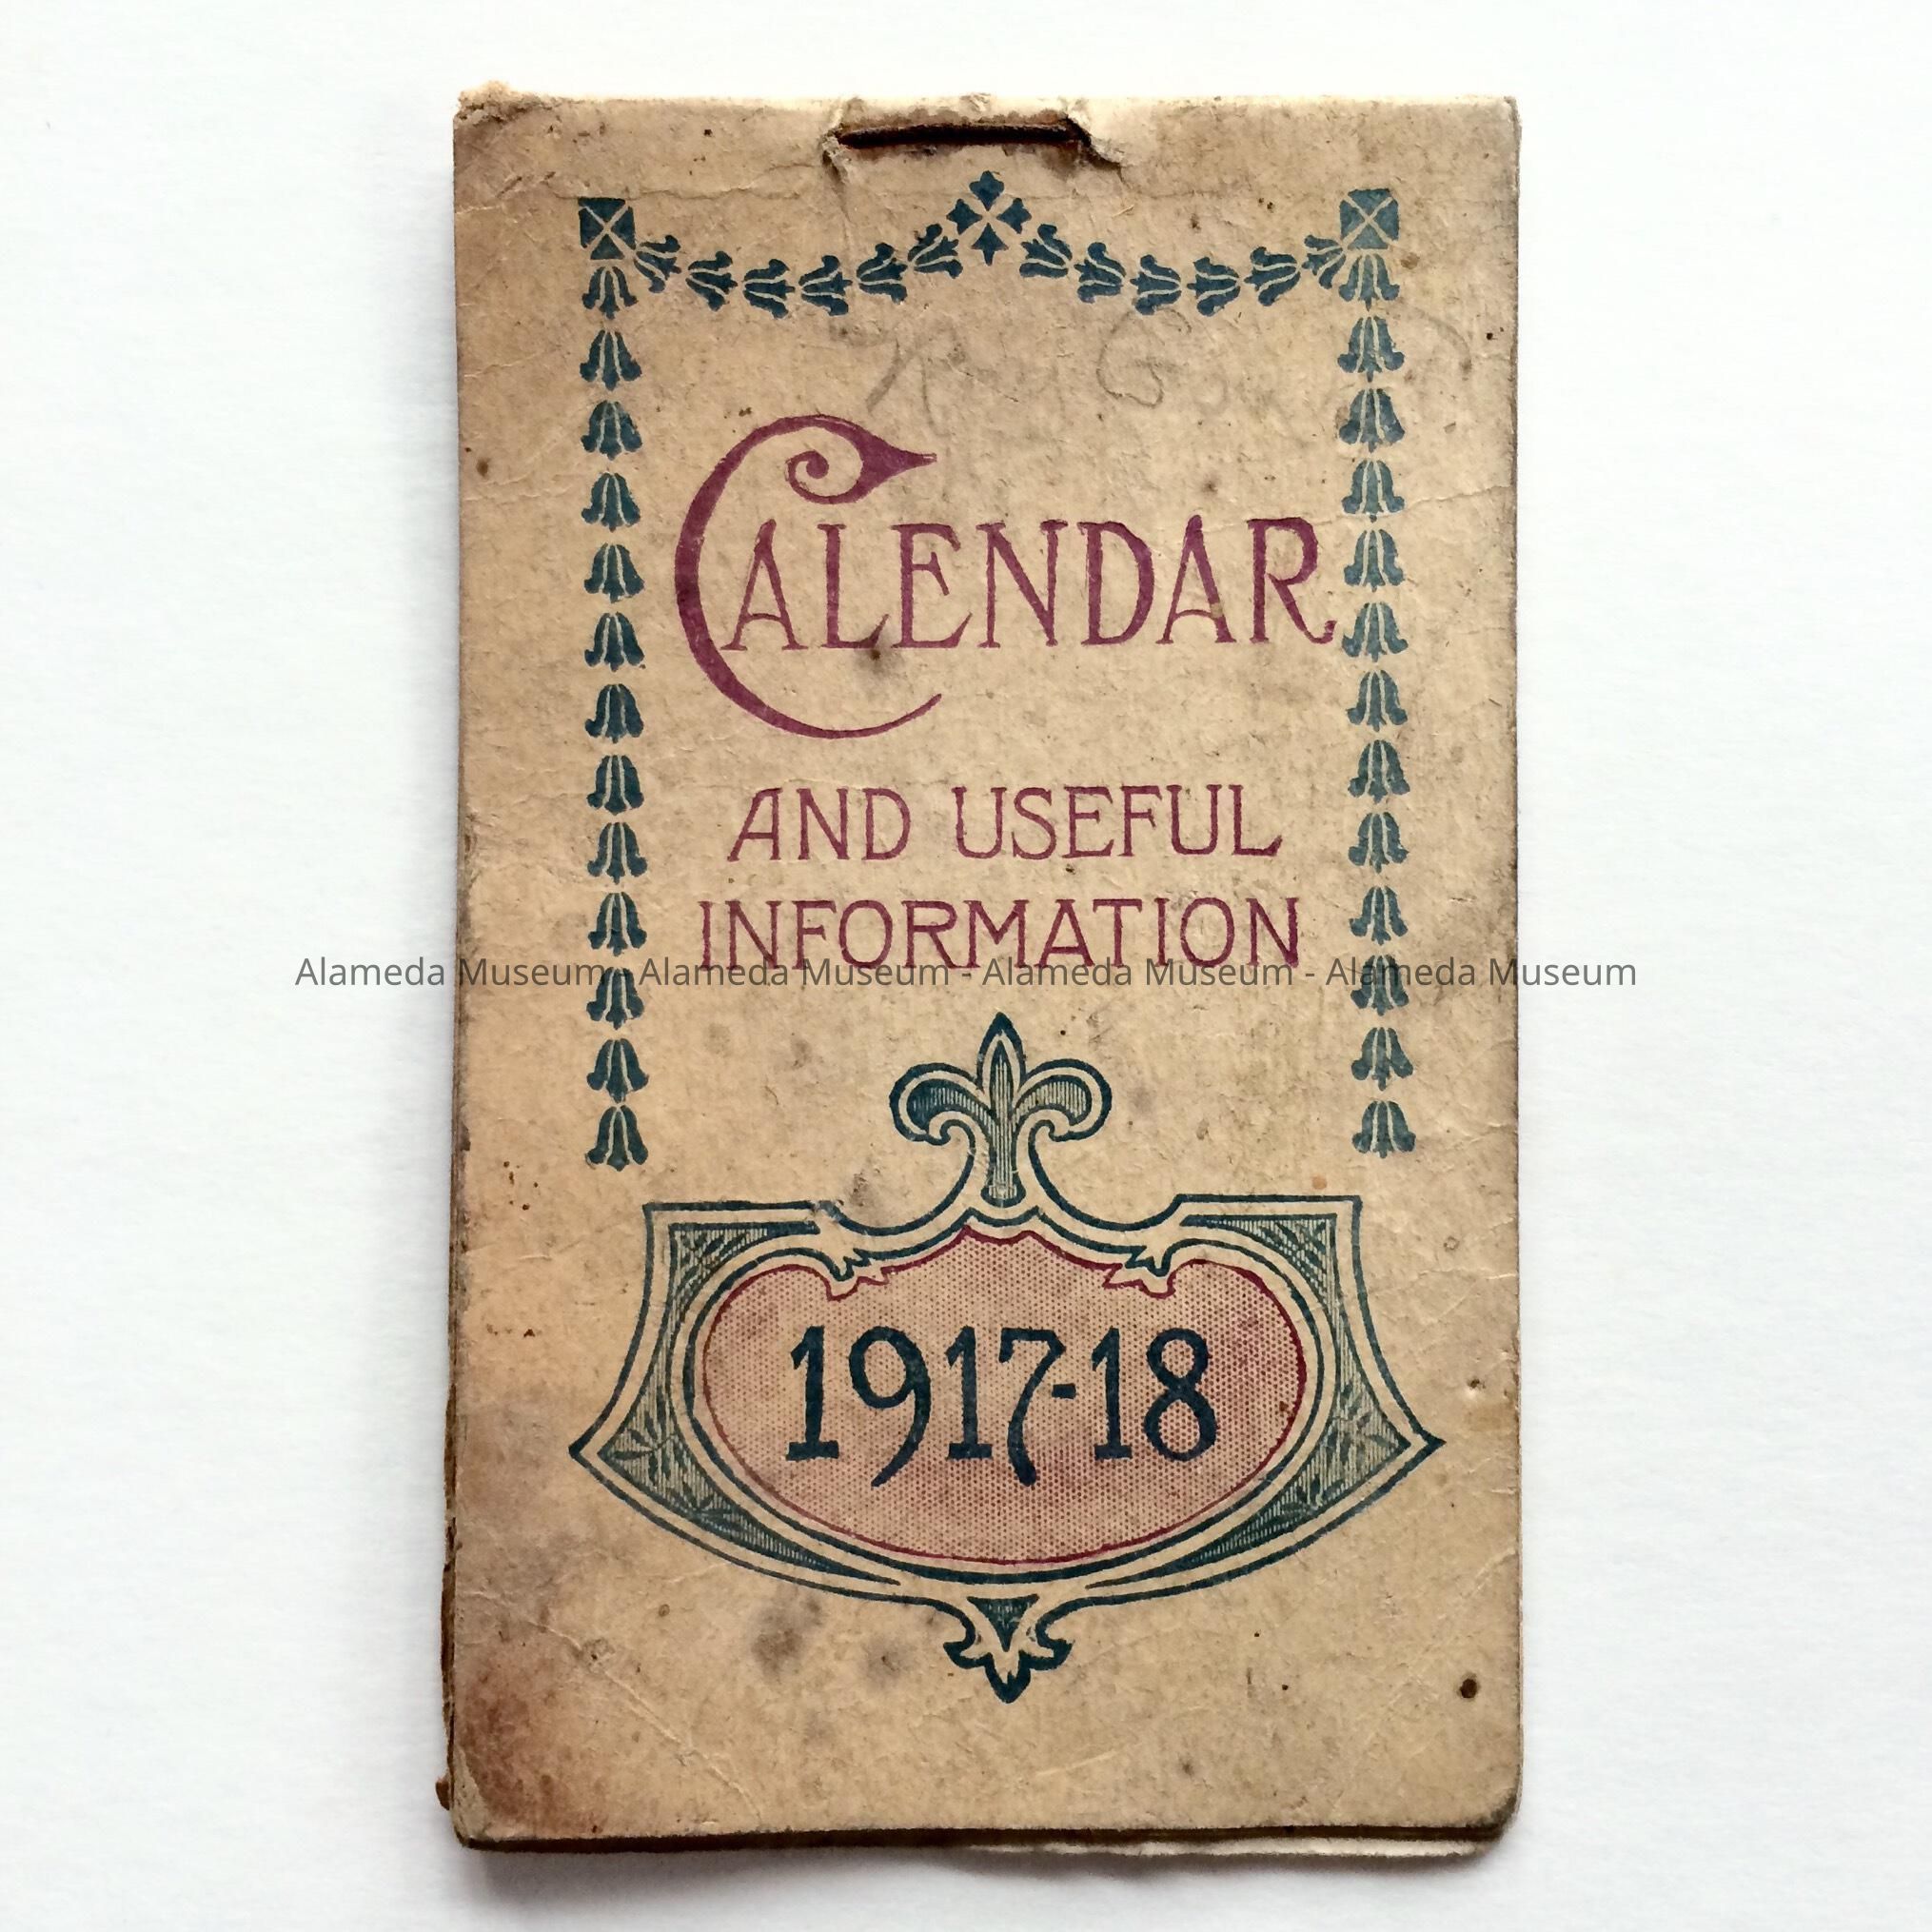 CALENDAR
AND USEFUL
INFORMATION
Alameda Museum - Alameda Museum - Alameda Museum - Alameda Museum
1917-18